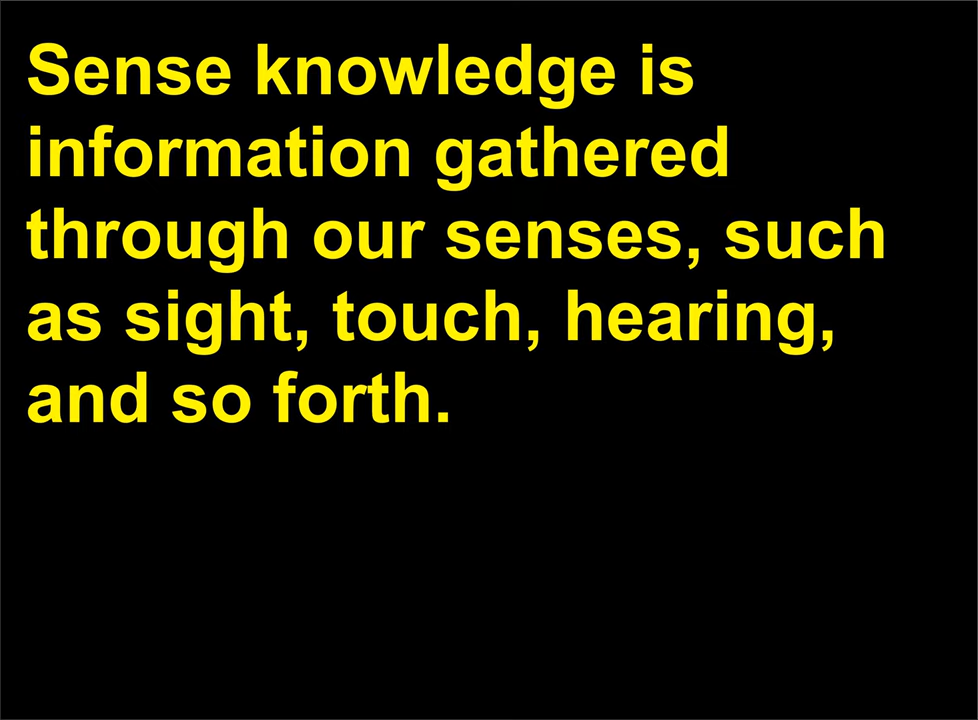 Sense knowledge is
information gathered
through our senses, such
as sight, touch, hearing,
and so forth.